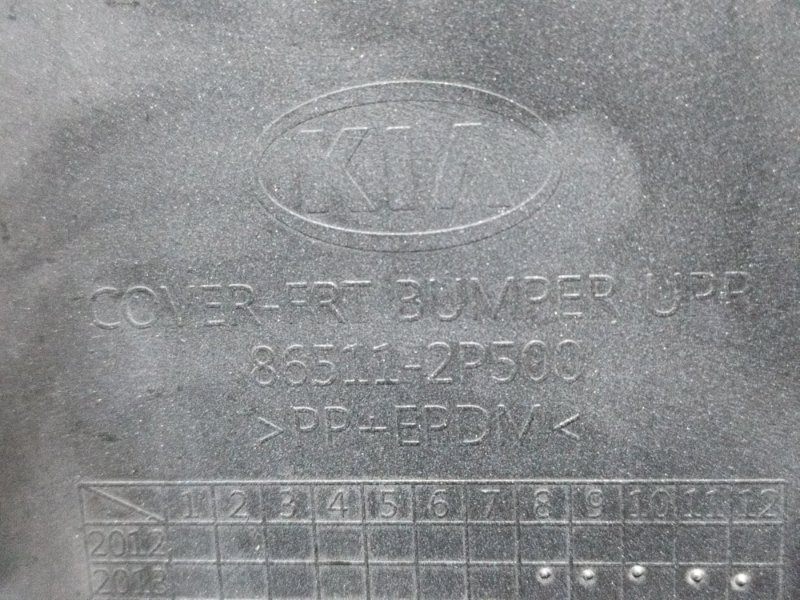 KIA
COVER-FRT BUMPER UPR
86511-2P500
>PP+EPDM<
1 2 3 4 5 6 7 8 9 10 11 12
2012
2013